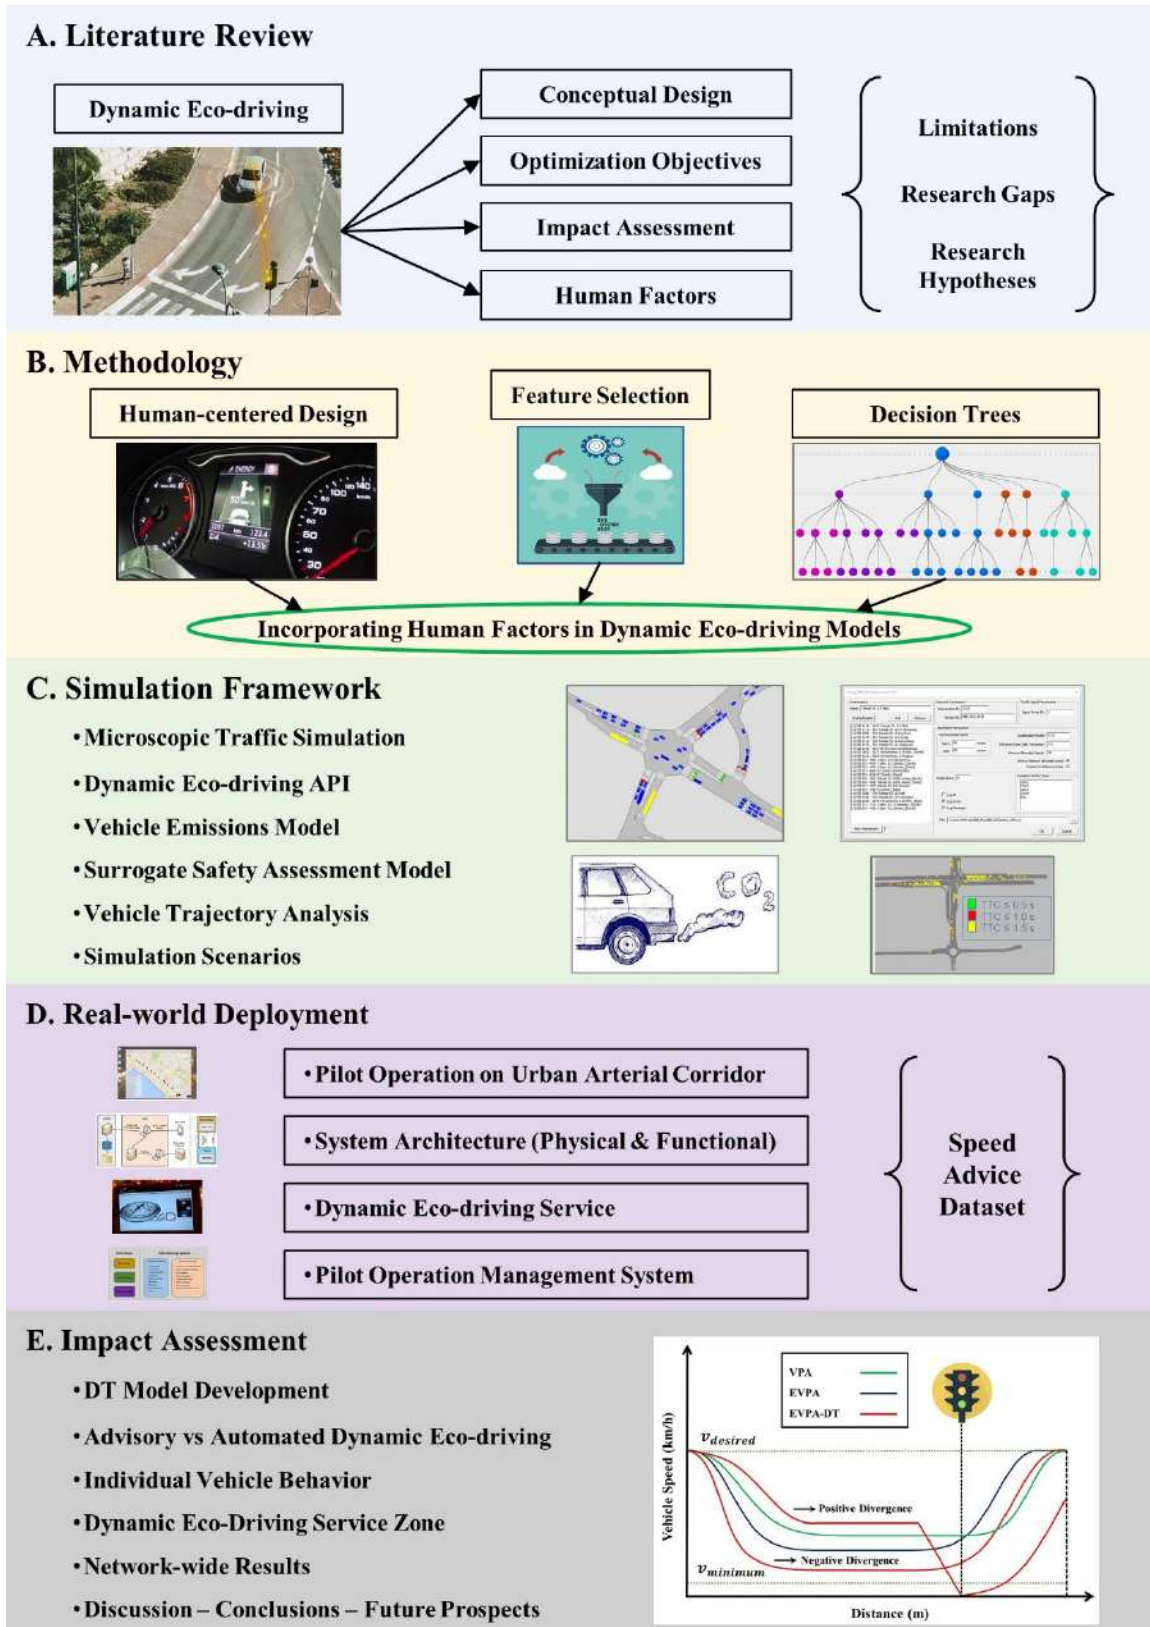 A. Literature Review
Dynamic Eco-driving
Conceptual Design
Optimization Objectives
Impact Assessment
Human Factors
Limitations
Research Gaps
Research
Hypotheses
B. Methodology
Human-centered Design
Feature Selection
Decision Trees
Incorporating Human Factors in Dynamic Eco-driving Models
C. Simulation Framework
• Microscopic Traffic Simulation
• Dynamic Eco-driving API
• Vehicle Emissions Model
• Surrogate Safety Assessment Model
• Vehicle Trajectory Analysis
• Simulation Scenarios
CO2
TTC ≤ 0.5 s
TTC ≤ 1.0 s
TTC ≤ 1.5 s
D. Real-world Deployment
• Pilot Operation on Urban Arterial Corridor
• System Architecture (Physical & Functional)
• Dynamic Eco-driving Service
• Pilot Operation Management System
Speed
Advice
Dataset
E. Impact Assessment
• DT Model Development
• Advisory vs Automated Dynamic Eco-driving
• Individual Vehicle Behavior
• Dynamic Eco-Driving Service Zone
• Network-wide Results
• Discussion – Conclusions – Future Prospects
VPA
EVPA
EVPA-DT
Vehicle Speed (km/h)
vdesired
Positive Divergence
Negative Divergence
vminimum
Distance (m)